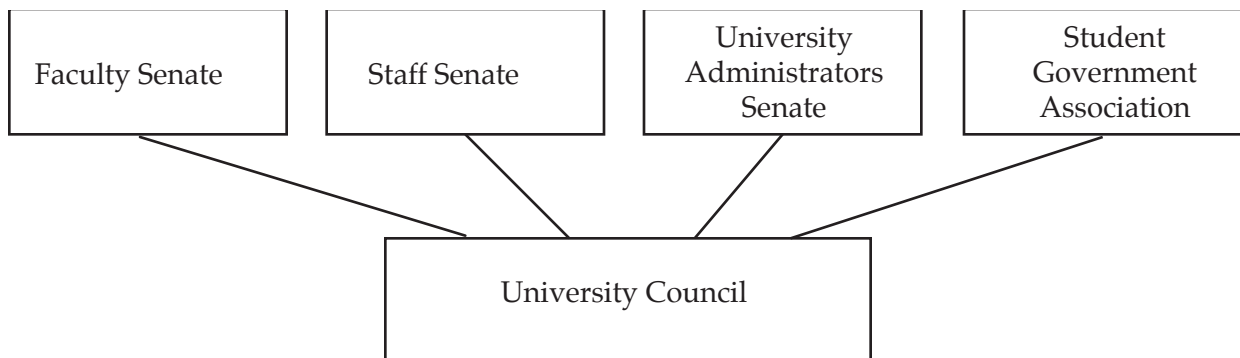 Faculty Senate
Staff Senate
University
Administrators
Senate
Student
Government
Association
University Council